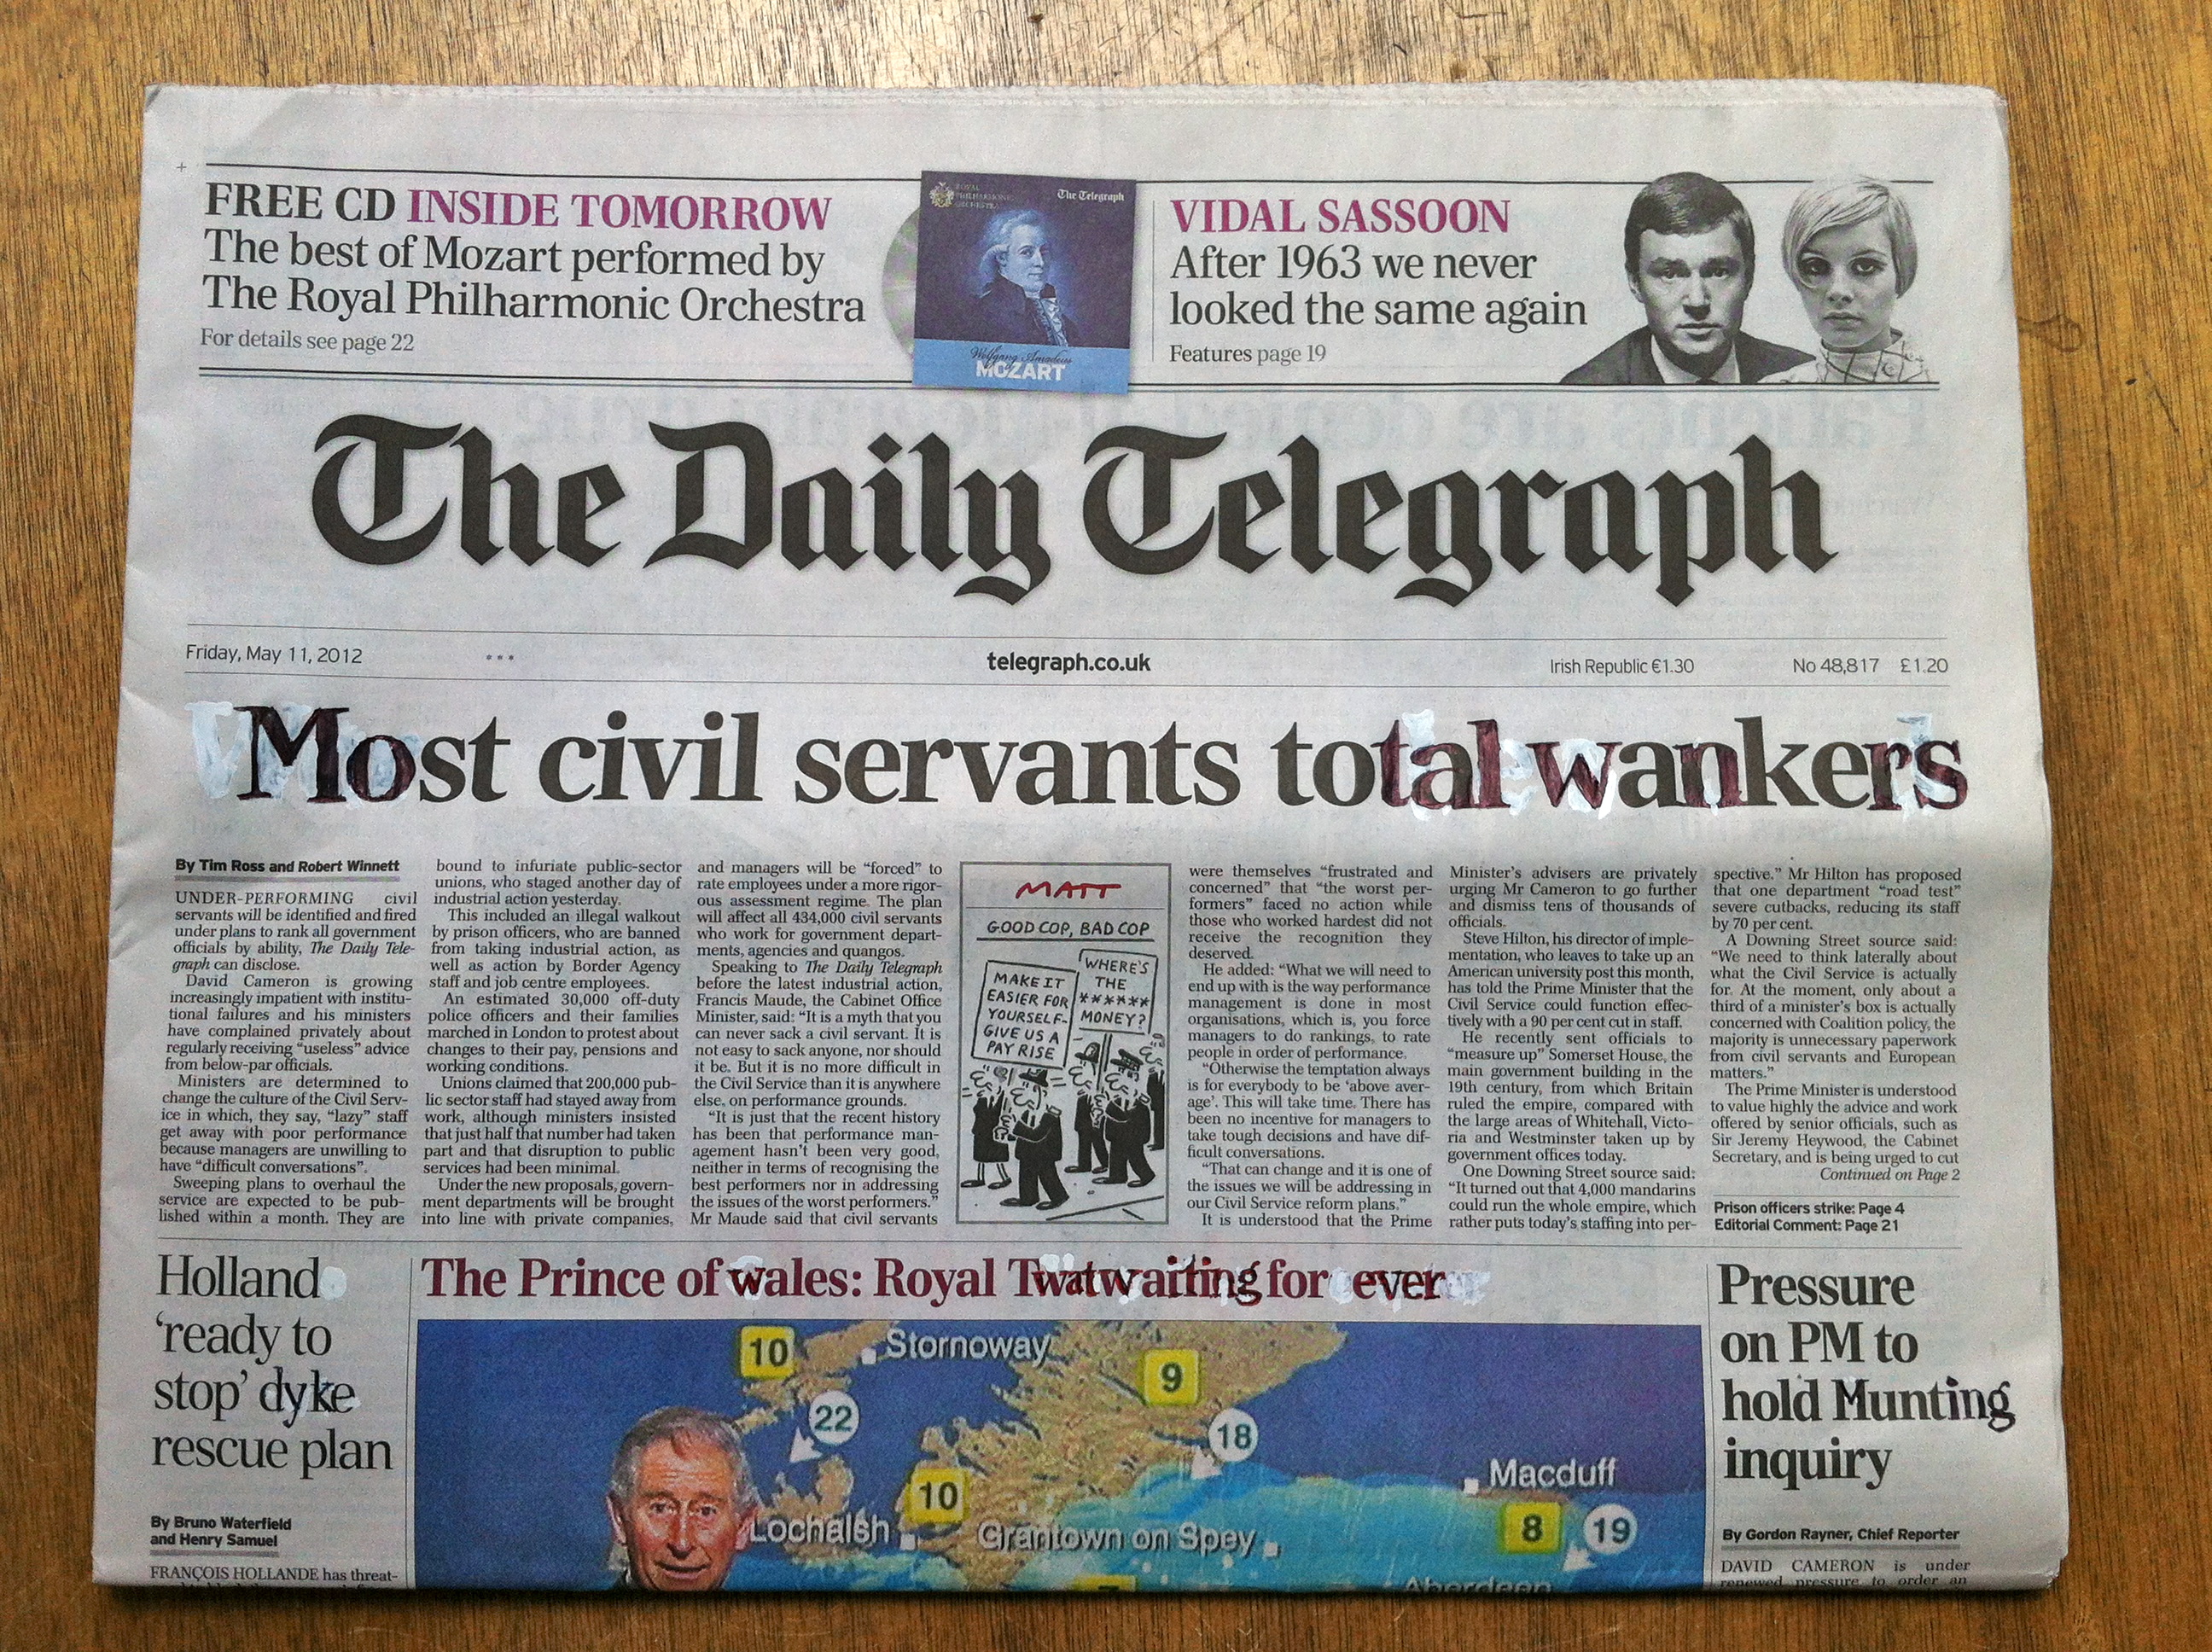 FREE CD INSIDE TOMORROW
The best of Mozart performed by
The Royal Philharmonic Orchestra
For details see page 22
ROYAL
PHILHARMONIC
ORCHESTRA
The Telegraph
Wolfgang Amadeus
MOZART
VIDAL SASSOON
After 1963 we never
looked the same again
Features page 19
The Daily Telegraph
Friday, May 11, 2012
telegraph.co.uk
Irish Republic €1.30 No 48,817 £1.20
Most civil servants total wankers
By Tim Ross and Robert Winnett
UNDER-PERFORMING civil
servants will be identified and fired
under plans to rank all government
officials by ability, The Daily Tele-
graph can disclose.
David Cameron is growing
increasingly impatient with institu-
tional failures and his ministers
have complained privately about
regularly receiving "useless" advice
from below-par officials.
Ministers are determined to
change the culture of the Civil Serv-
ice in which, they say, "lazy" staff
get away with poor performance
because managers are unwilling to
have "difficult conversations".
Sweeping plans to overhaul the
service are expected to be pub-
lished within a month. They are
bound to infuriate public-sector
unions, who staged another day of
industrial action yesterday.
This included an illegal walkout
by prison officers, who are banned
from taking industrial action, as
well as action by Border Agency
staff and job centre employees.
An estimated 30,000 off-duty
police officers and their families
marched in London to protest about
changes to their pay, pensions and
working conditions.
Unions claimed that 200,000 pub-
lic sector staff had stayed away from
work, although ministers insisted
that just half that number had taken
part and that disruption to public
services had been minimal.
Under the new proposals, govern-
ment departments will be brought
into line with private companies,
and managers will be "forced" to
rate employees under a more rigor-
ous assessment regime. The plan
will affect all 434,000 civil servants
who work for government depart-
ments, agencies and quangos.
Speaking to The Daily Telegraph
before the latest industrial action,
Francis Maude, the Cabinet Office
Minister, said: "It is a myth that you
can never sack a civil servant. It is
not easy to sack anyone, nor should
it be. But it is no more difficult in
the Civil Service than it is anywhere
else, on performance grounds.
"It is just that the recent history
has been that performance man-
agement hasn't been very good,
neither in terms of recognising the
best performers nor in addressing
the issues of the worst performers."
Mr Maude said that civil servants
MATT
GOOD COP, BAD COP
MAKE IT
EASIER FOR
YOURSELF-
GIVE US A
PAY RISE
WHERE'S
THE
******
MONEY?
were themselves "frustrated and
concerned" that "the worst per-
formers" faced no action while
those who worked hardest did not
receive the recognition they
deserved.
He added: "What we will need to
end up with is the way performance
management is done in most
organisations, which is, you force
managers to do rankings, to rate
people in order of performance.
"Otherwise the temptation always
is for everybody to be 'above aver-
age'. This will take time. There has
been no incentive for managers to
take tough decisions and have dif-
ficult conversations.
"That can change and it is one of
the issues we will be addressing in
our Civil Service reform plans."
It is understood that the Prime
Minister's advisers are privately
urging Mr Cameron to go further
and dismiss tens of thousands of
officials.
Steve Hilton, his director of imple-
mentation, who leaves to take up an
American university post this month,
has told the Prime Minister that the
Civil Service could function effec-
tively with a 90 per cent cut in staff.
He recently sent officials to
"measure up" Somerset House, the
main government building in the
19th century, from which Britain
ruled the empire, compared with
the large areas of Whitehall, Victo-
ria and Westminster taken up by
government offices today.
One Downing Street source said:
"It turned out that 4,000 mandarins
could run the whole empire, which
rather puts today's staffing into per-
spective." Mr Hilton has proposed
that one department "road test"
severe cutbacks, reducing its staff
by 70 per cent.
A Downing Street source said:
"We need to think laterally about
what the Civil Service is actually
for. At the moment, only about a
third of a minister's box is actually
concerned with Coalition policy, the
majority is unnecessary paperwork
from civil servants and European
matters."
The Prime Minister is understood
to value highly the advice and work
offered by senior officials, such as
Sir Jeremy Heywood, the Cabinet
Secretary, and is being urged to cut
Continued on Page 2
Prison officers strike: Page 4
Editorial Comment: Page 21
Holland
'ready to
stop' dyke
rescue plan
By Bruno Waterfield
and Henry Samuel
FRANÇOIS HOLLANDE has threat-
The Prince of wales: Royal Twat waiting for ever
10
Stornoway
9
22
18
10
Lochalsh
Grantown on Spey
Macduff
8
19
7
Aberdeen
Pressure
on PM to
hold Munting
inquiry
By Gordon Rayner, Chief Reporter
DAVID CAMERON is under
renewed pressure to order an